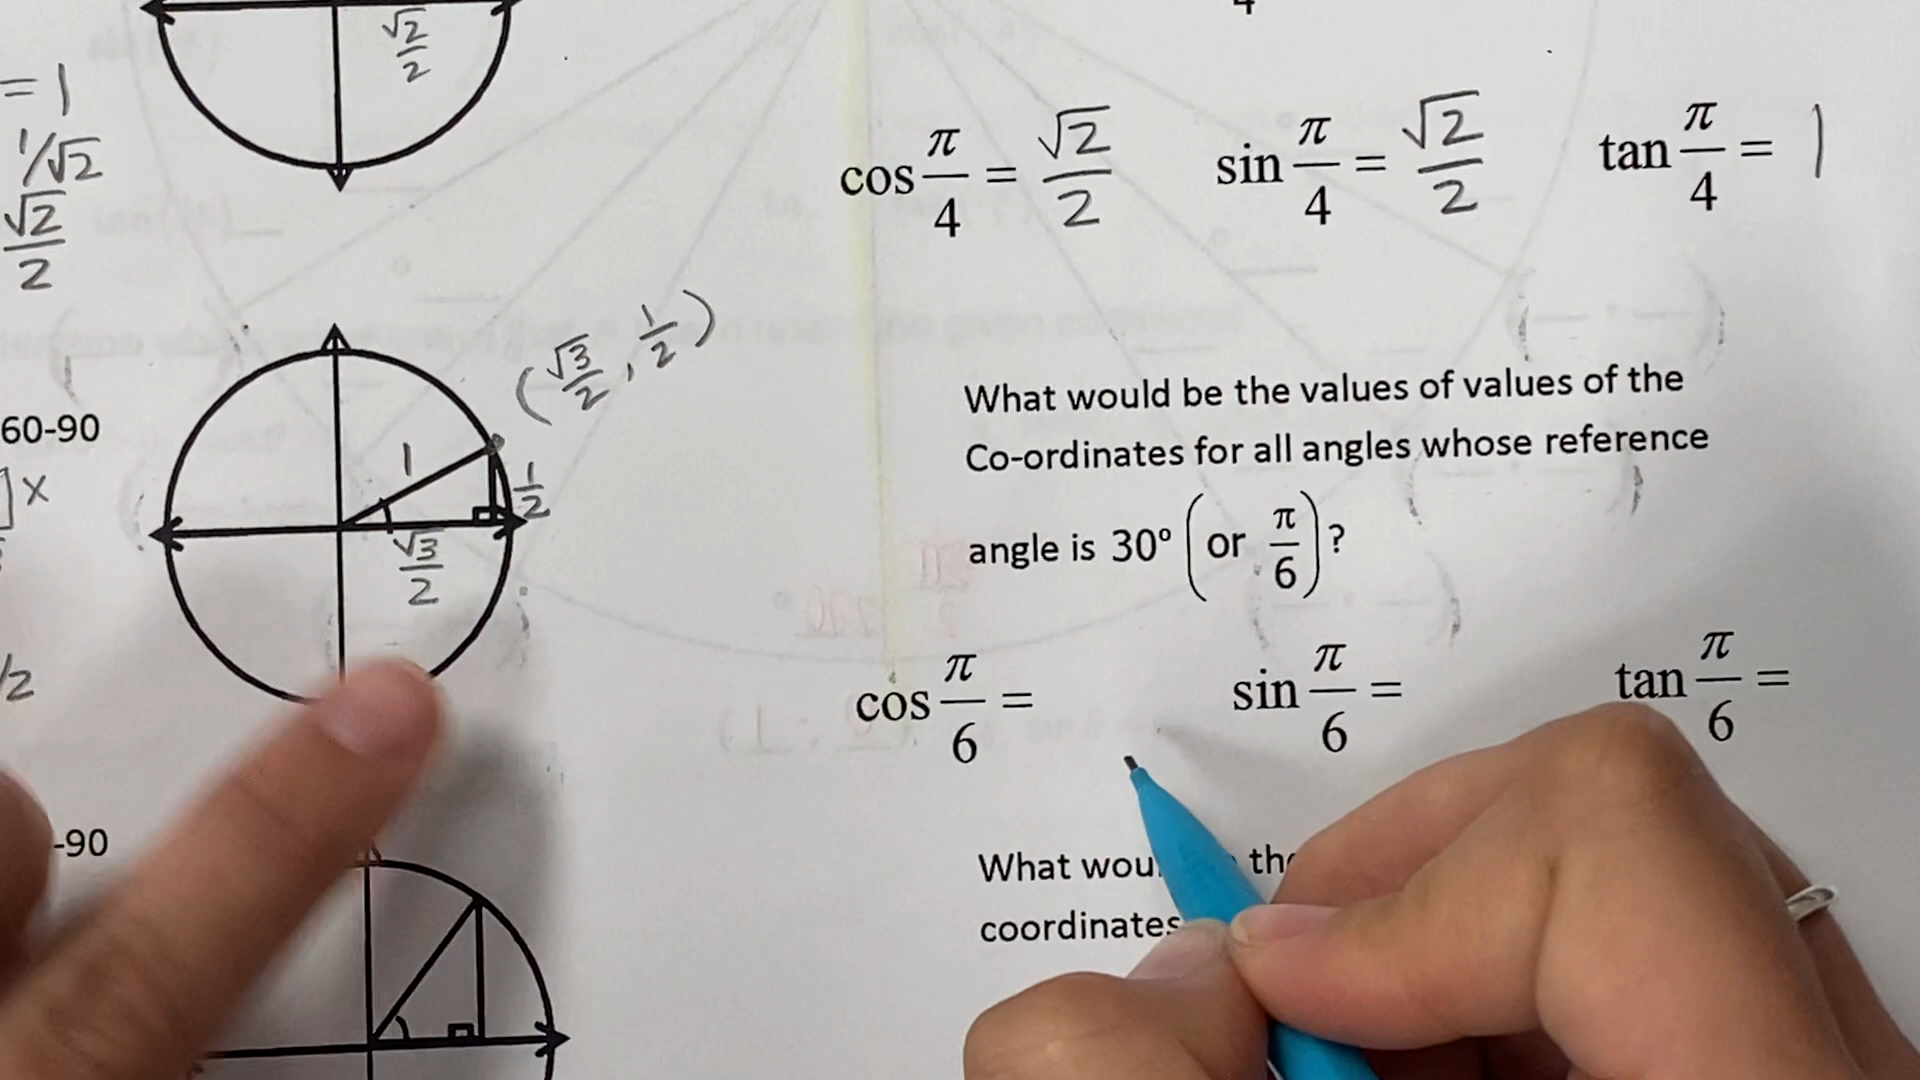 √2/2
= 1
1/√2
√2/2
cos π/4 = √2/2 sin π/4 = √2/2 tan π/4 = 1
(√3/2, 1/2)
60-90
x
1
1/2
√3/2
What would be the values of values of the
Co-ordinates for all angles whose reference
angle is 30° (or π/6)?
/2
cos π/6 = sin π/6 = tan π/6 =
-90
What wou
coordinates